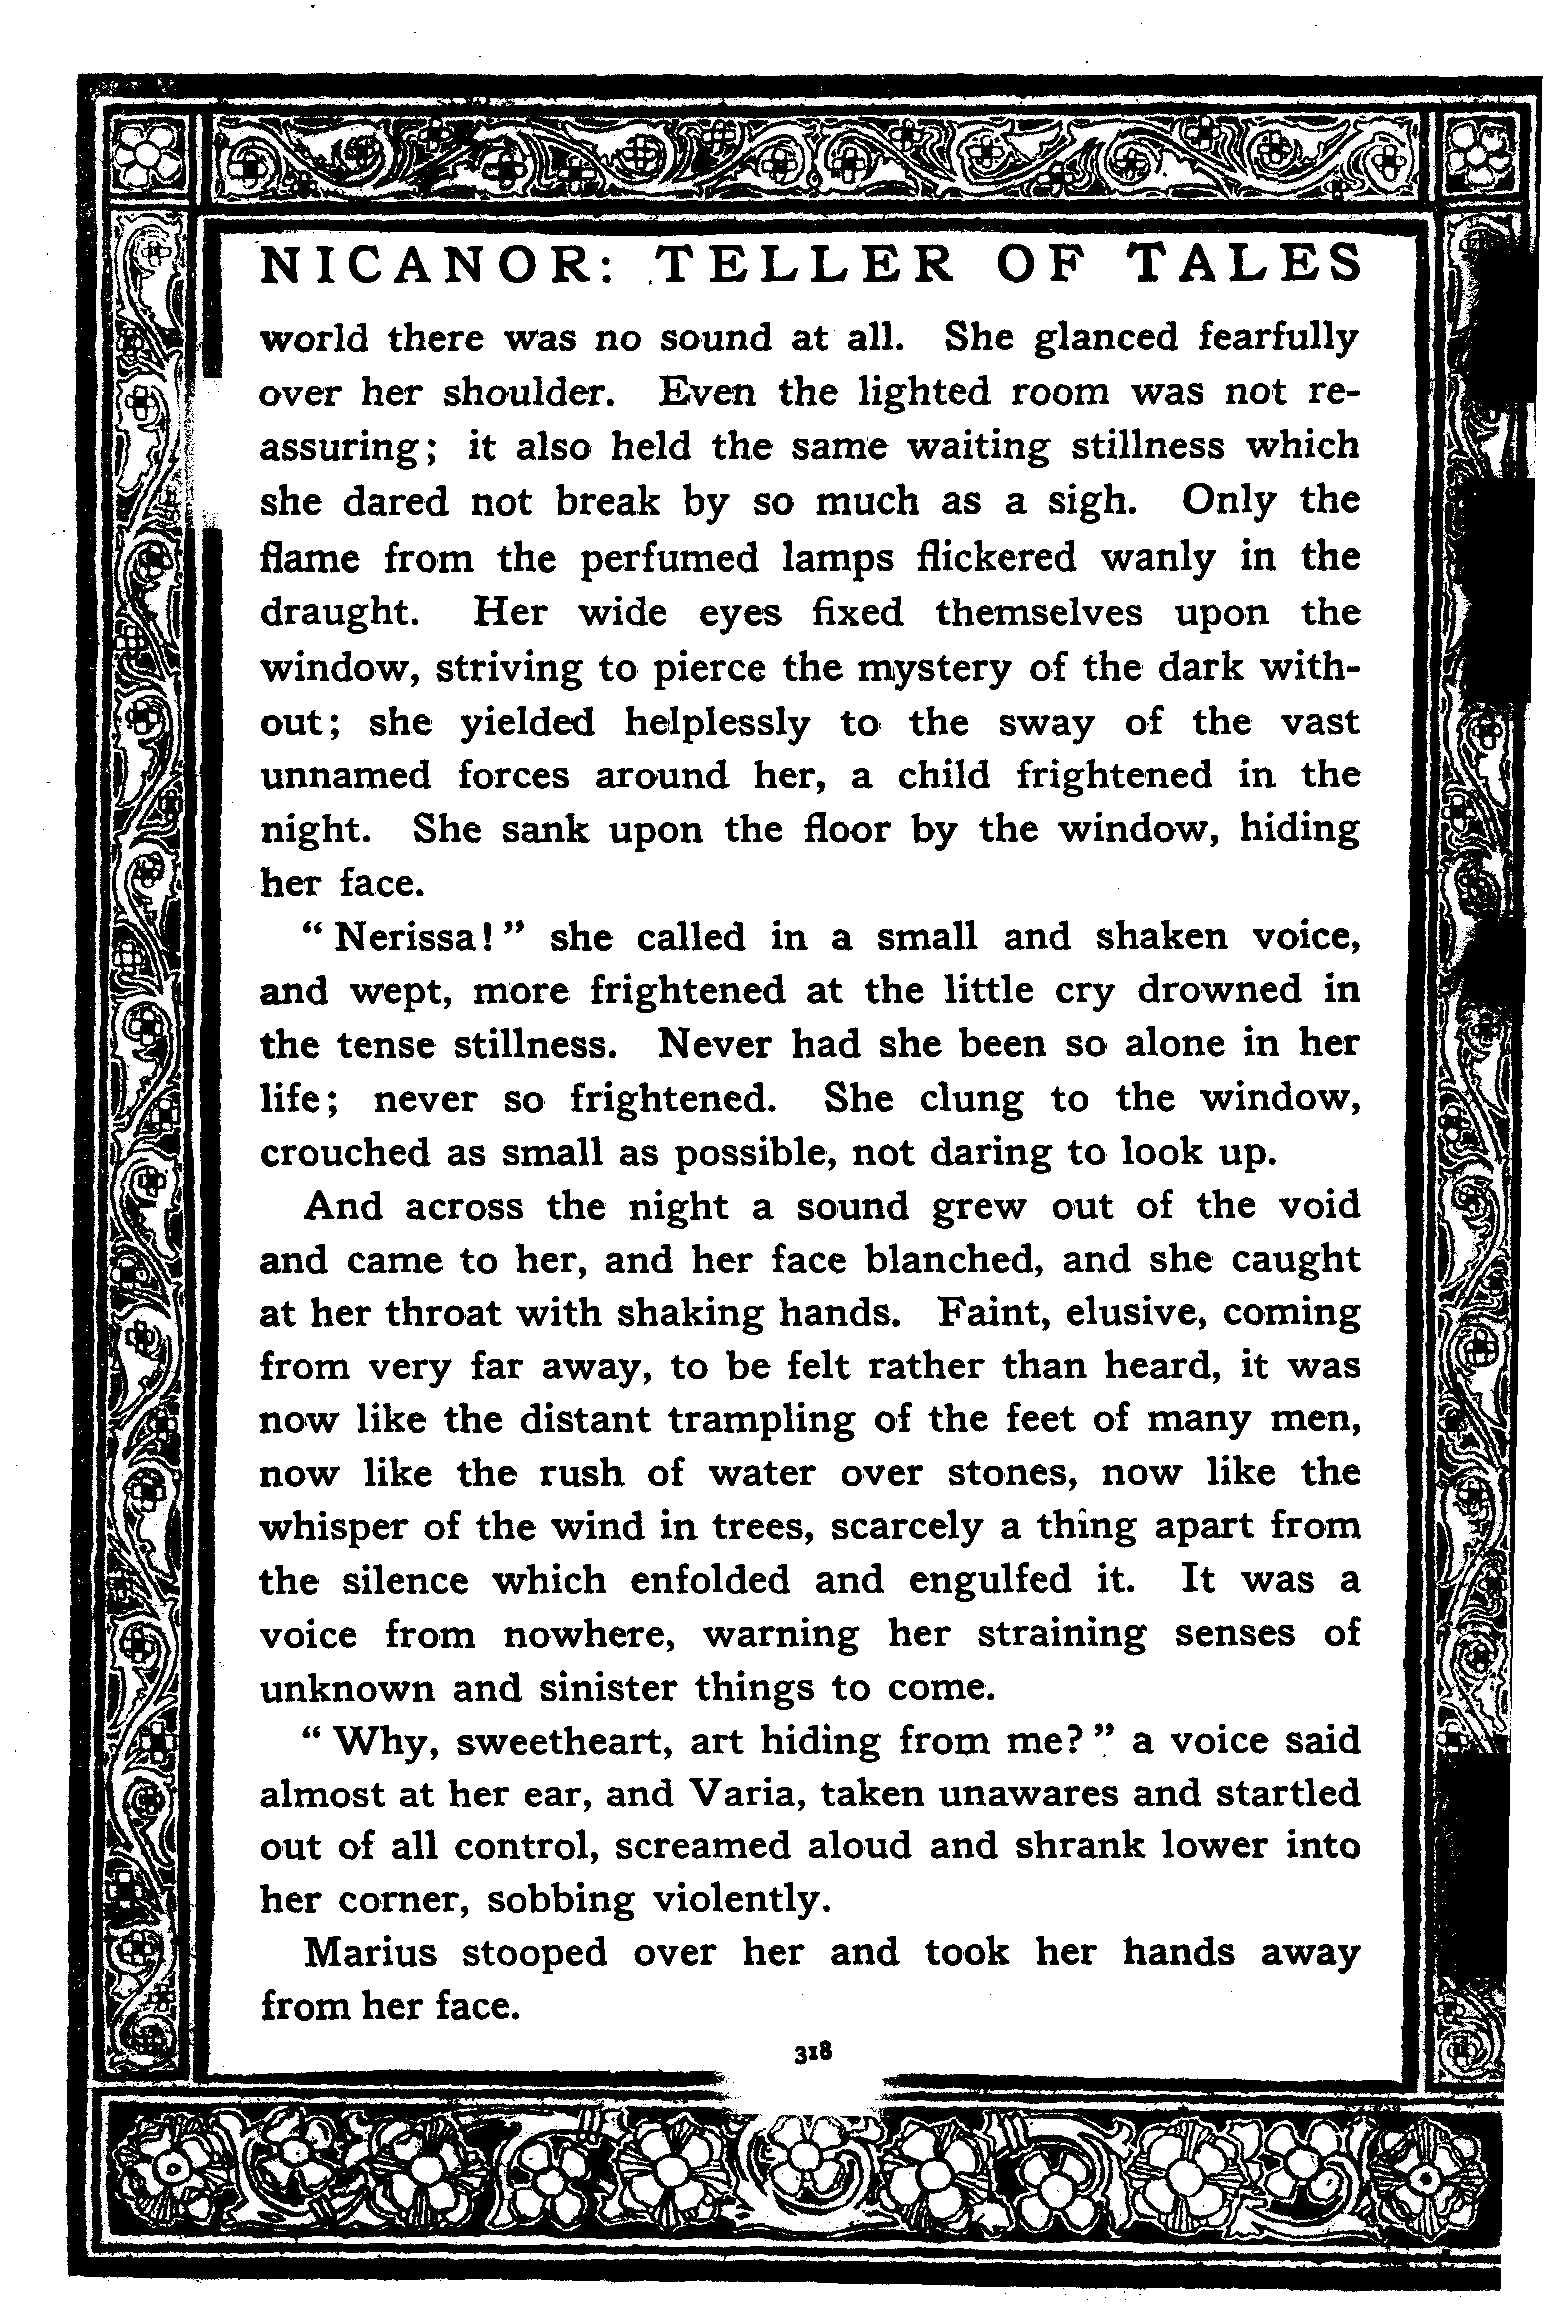 NICANOR: TELLER OF TALES
world there was no sound at all. She glanced fearfully
over her shoulder. Even the lighted room was not re-
assuring; it also held the same waiting stillness which
she dared not break by so much as a sigh. Only the
flame from the perfumed lamps flickered wanly in the
draught. Her wide eyes fixed themselves upon the
window, striving to pierce the mystery of the dark with-
out; she yielded helplessly to the sway of the vast
unnamed forces around her, a child frightened in the
night. She sank upon the floor by the window, hiding
her face.
“Nerissa!” she called in a small and shaken voice,
and wept, more frightened at the little cry drowned in
the tense stillness. Never had she been so alone in her
life; never so frightened. She clung to the window,
crouched as small as possible, not daring to look up.
And across the night a sound grew out of the void
and came to her, and her face blanched, and she caught
at her throat with shaking hands. Faint, elusive, coming
from very far away, to be felt rather than heard, it was
now like the distant trampling of the feet of many men,
now like the rush of water over stones, now like the
whisper of the wind in trees, scarcely a thing apart from
the silence which enfolded and engulfed it. It was a
voice from nowhere, warning her straining senses of
unknown and sinister things to come.
“Why, sweetheart, art hiding from me?” a voice said
almost at her ear, and Varia, taken unawares and startled
out of all control, screamed aloud and shrank lower into
her corner, sobbing violently.
Marius stooped over her and took her hands away
from her face.
318